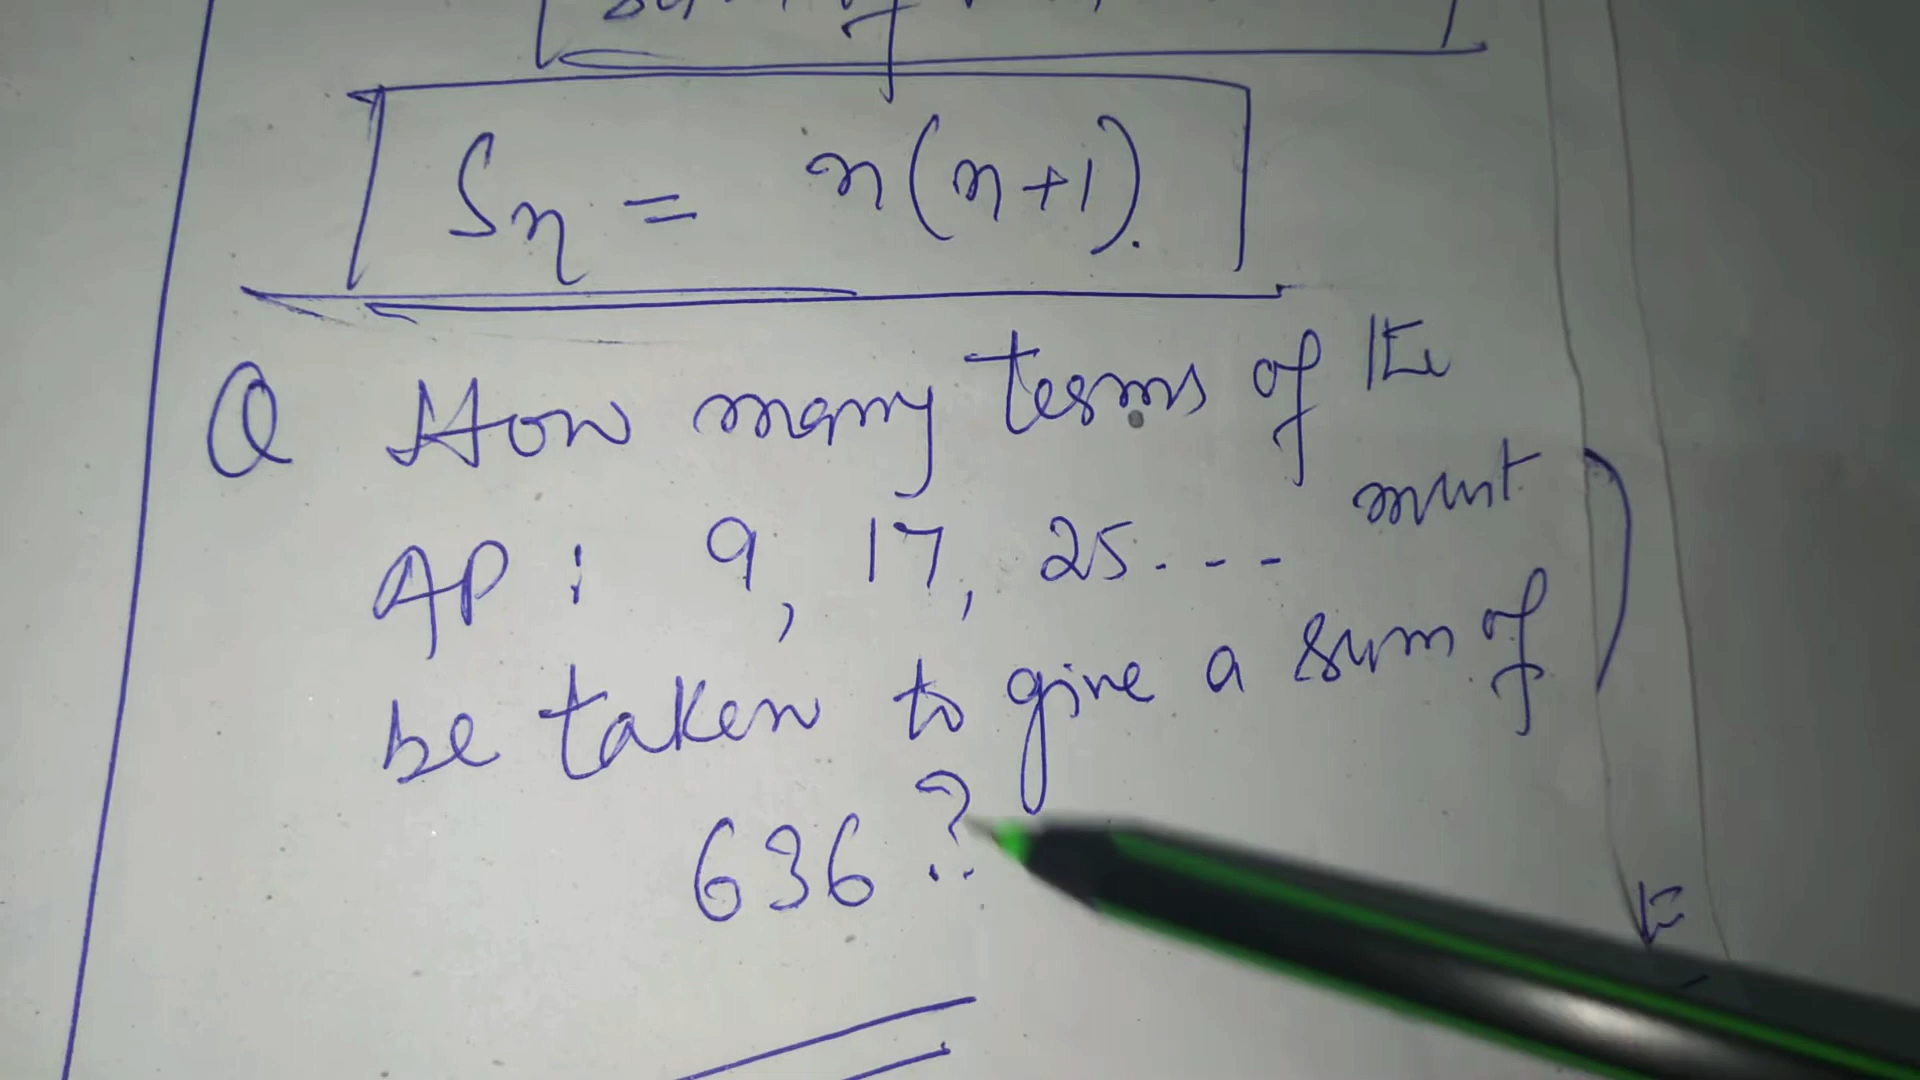 Sn = n(n+1).
Q How many terms of the
AP : 9, 17, 25. - - - must
be taken to give a sum of
636 ?